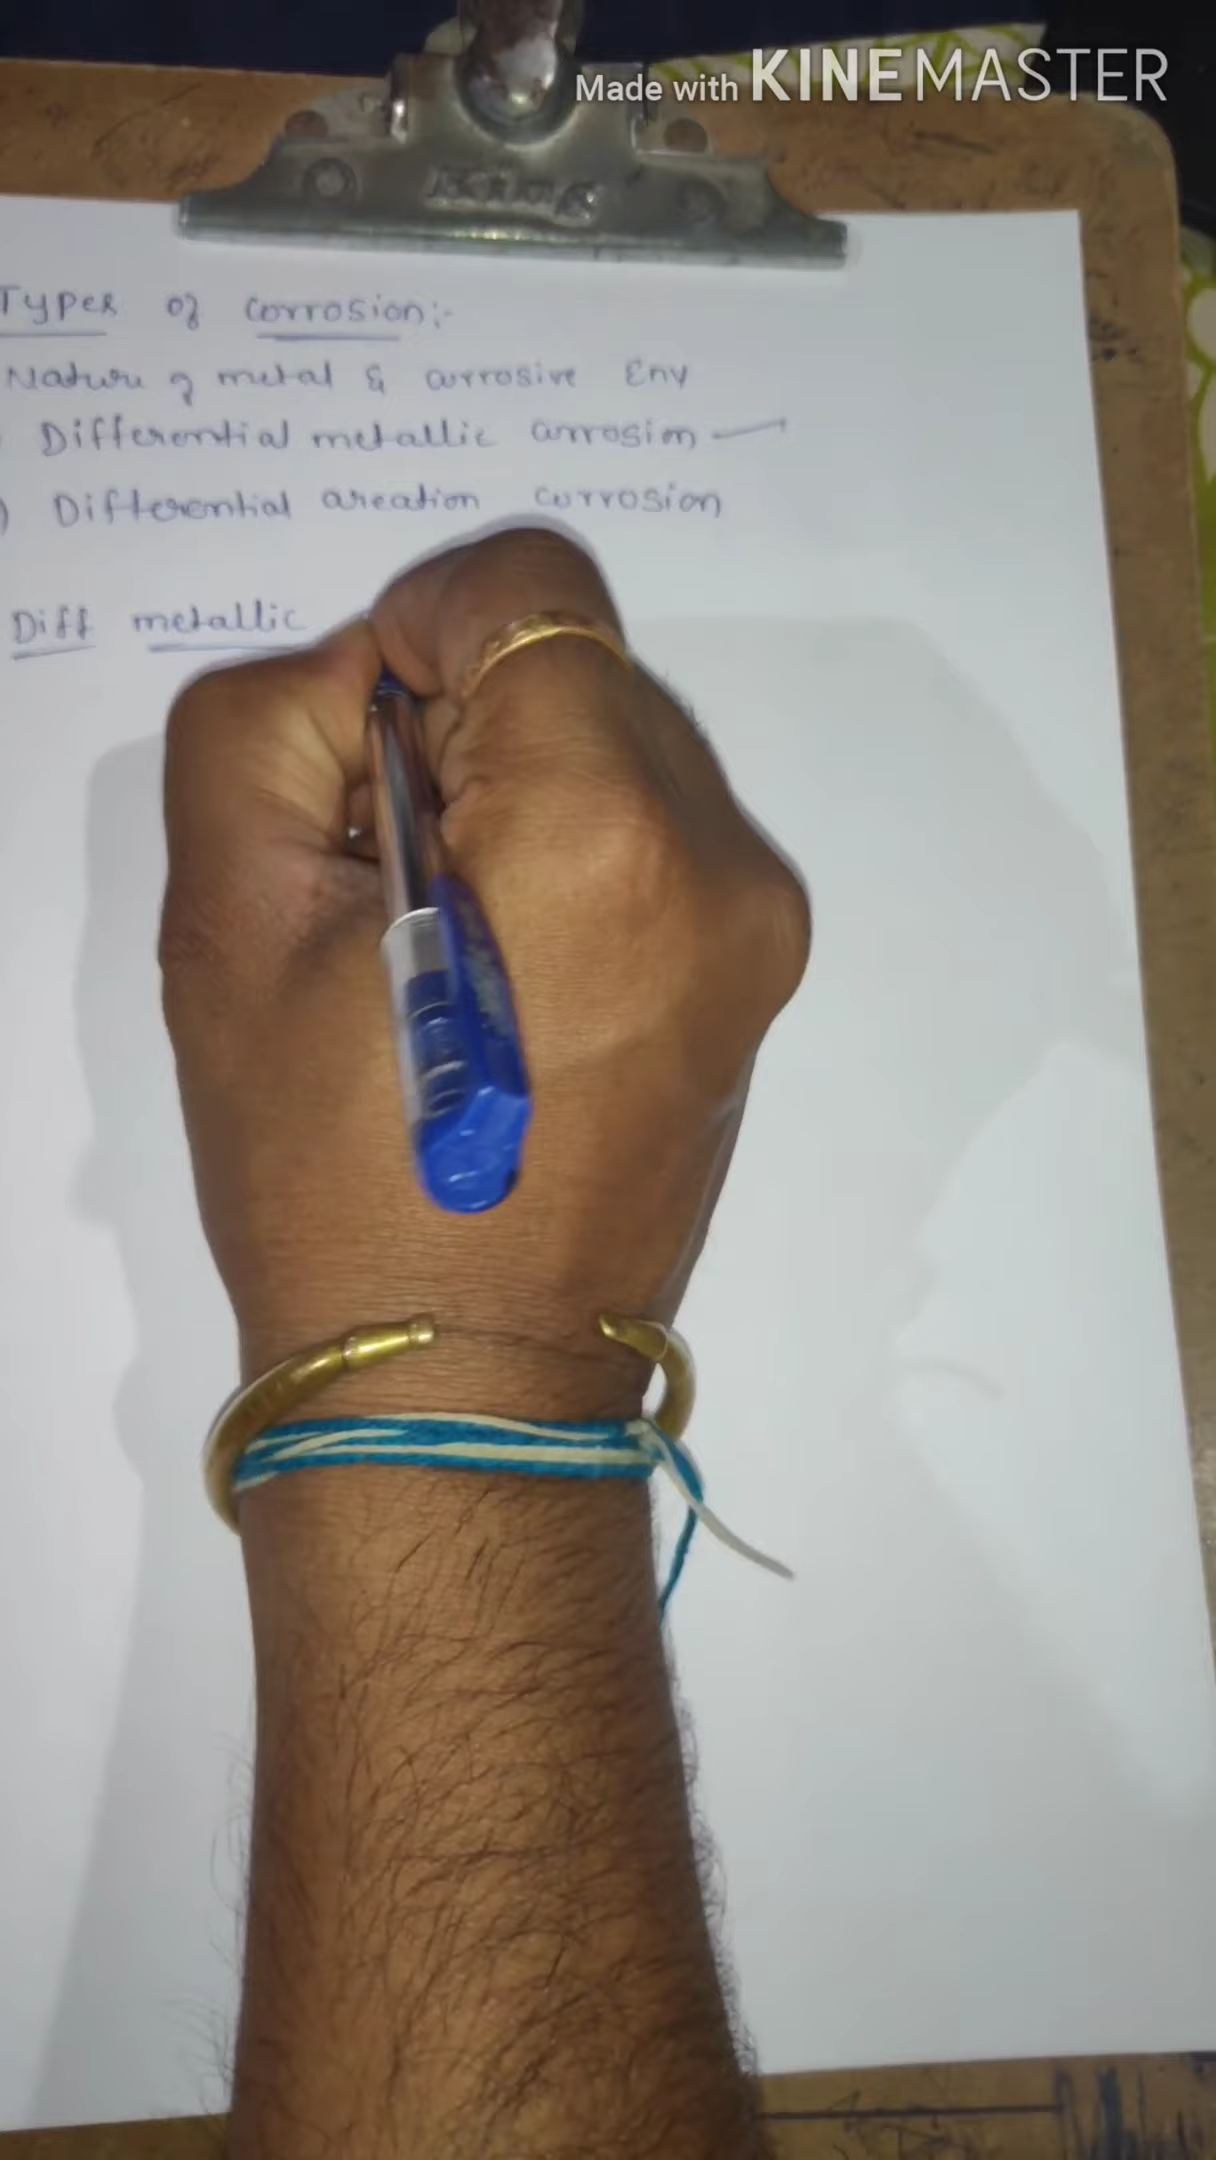 Made with KINEMASTER
King
Types of corrosion:-
Nature of metal & corrosive Env
Differential metallic corrosion
) Differential areation corrosion
Diff metallic